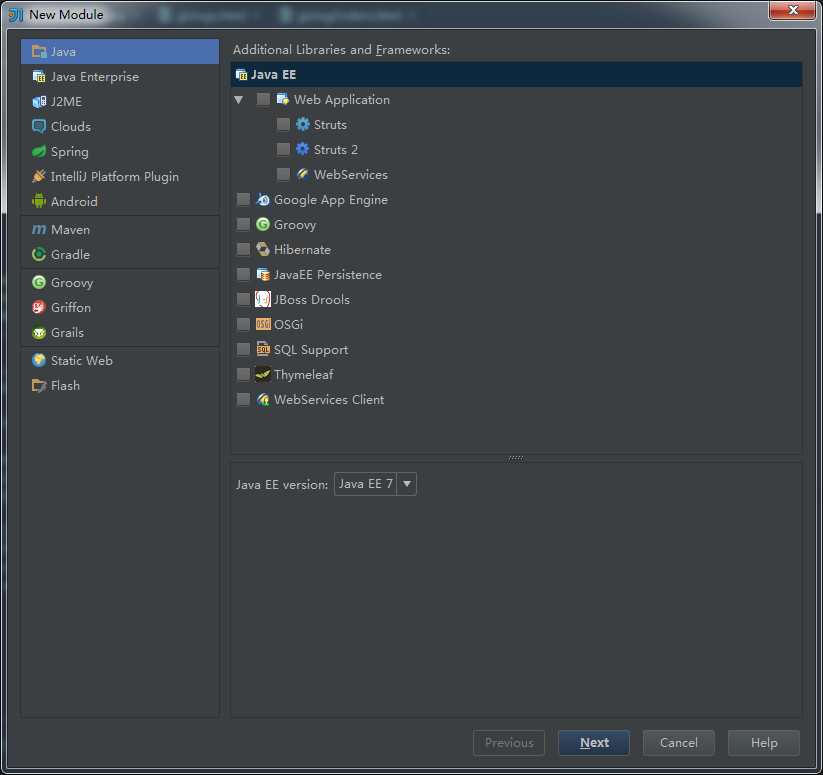 New Module
Java
Java Enterprise
J2ME
Clouds
Spring
IntelliJ Platform Plugin
Android
Maven
Gradle
Groovy
Griffon
Grails
Static Web
Flash
Additional Libraries and Frameworks:
Java EE
Web Application
Struts
Struts 2
WebServices
Google App Engine
Groovy
Hibernate
JavaEE Persistence
JBoss Drools
OSGi
SQL Support
Thymeleaf
WebServices Client
Java EE version: Java EE 7
Previous Next Cancel Help